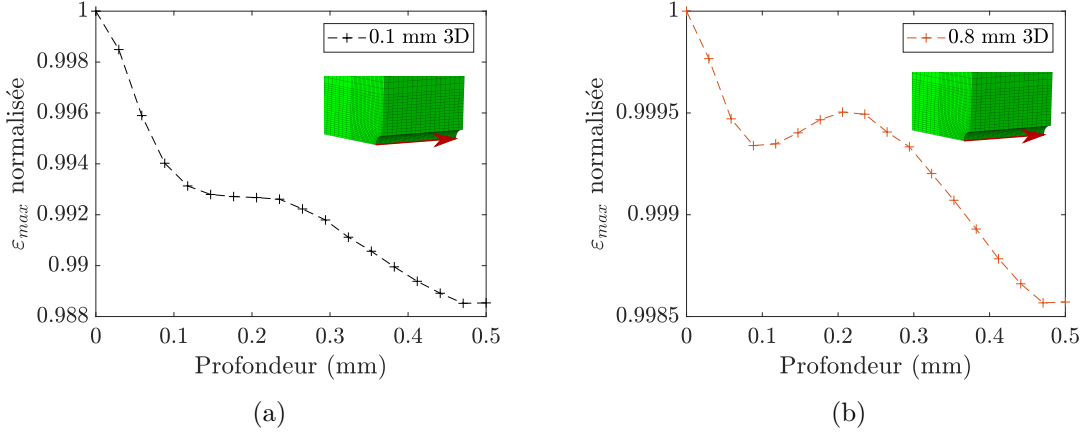 1
0.998
0.996
0.994
0.992
0.99
0.988
0 0.1 0.2 0.3 0.4 0.5
Profondeur (mm)
ε_max normalisée
0.1 mm 3D
(a)
1
0.9995
0.999
0.9985
0 0.1 0.2 0.3 0.4 0.5
Profondeur (mm)
ε_max normalisée
0.8 mm 3D
(b)